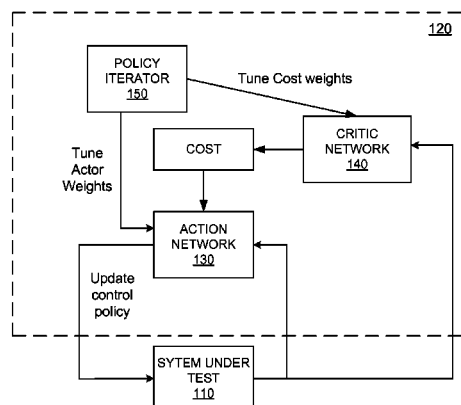 120
POLICY
ITERATOR
150
Tune Cost weights
CRITIC
NETWORK
140
COST
Tune
Actor
Weights
ACTION
NETWORK
130
Update
control
policy
SYTEM UNDER
TEST
110